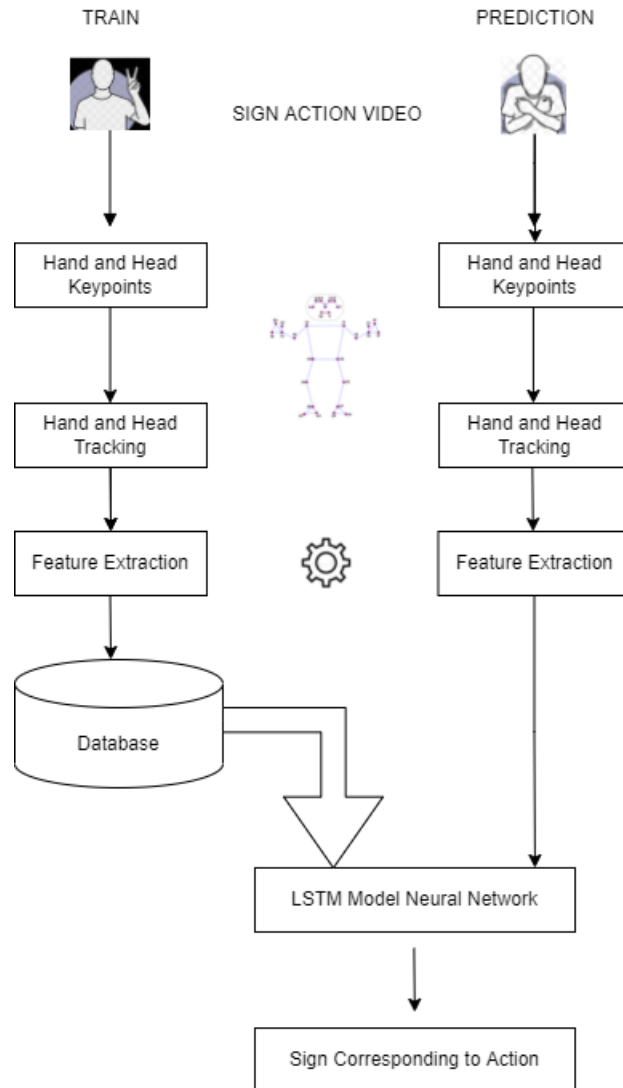 TRAIN
PREDICTION
SIGN ACTION VIDEO
Hand and Head
Keypoints
Hand and Head
Keypoints
Hand and Head
Tracking
Hand and Head
Tracking
Feature Extraction
Feature Extraction
Database
LSTM Model Neural Network
Sign Corresponding to Action